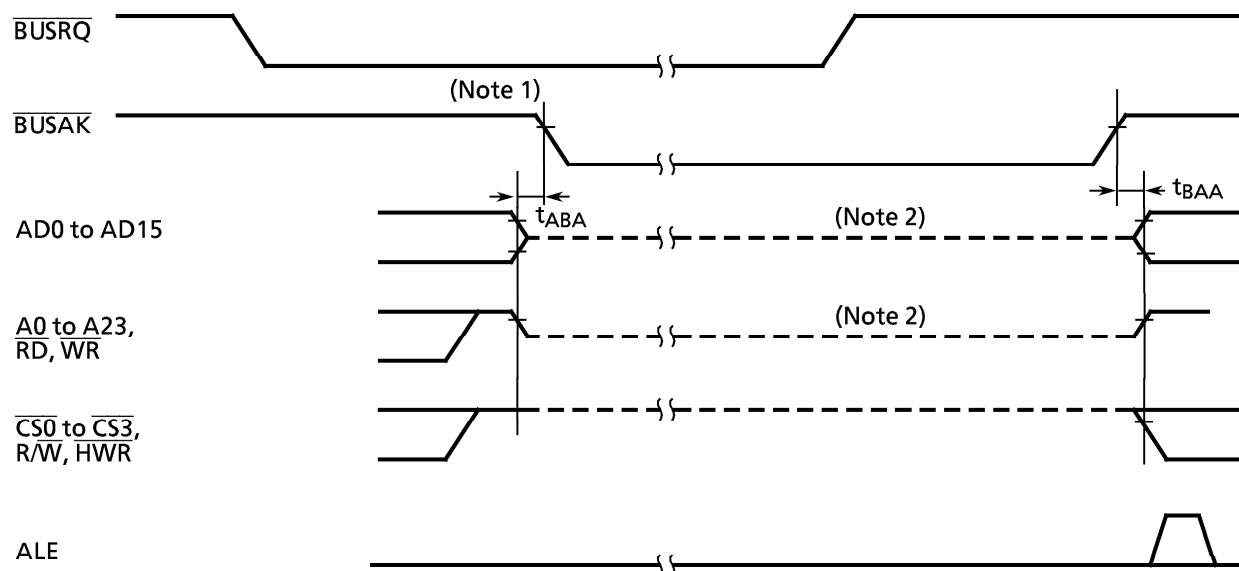 BUSRQ
(Note 1)
BUSAK
tABA
tBAA
AD0 to AD15
(Note 2)
A0 to A23,
RD, WR
(Note 2)
CS0 to CS3,
R/W, HWR
ALE